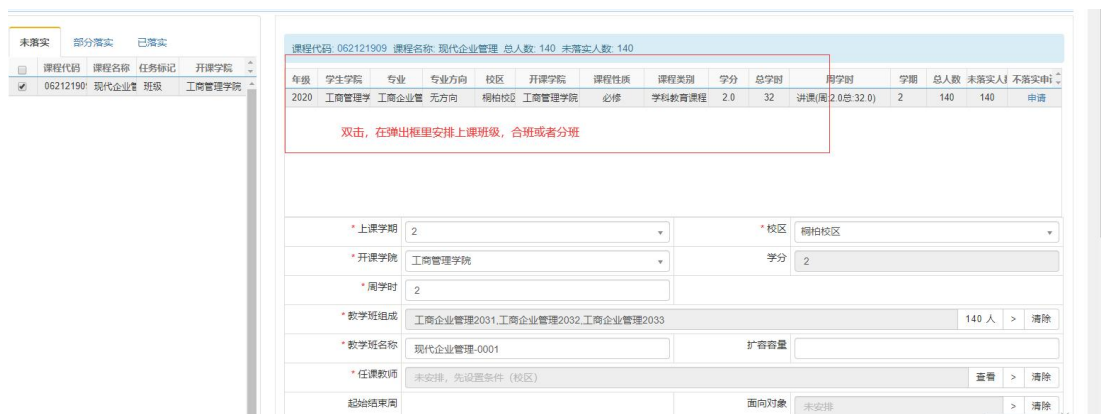 未落实 部分落实 已落实
课程代码 课程名称 任务标记 开课学院
06212190 现代企业管 班级 工商管理学院
课程代码: 062121909 课程名称: 现代企业管理 总人数: 140 未落实人数: 140
年级 学生学院 专业 专业方向 校区 开课学院 课程性质 课程类别 学分 总学时 周学时 学期 总人数 未落实人 不落实申
2020 工商管理学 工商企业管 无方向 桐柏校区 工商管理学院 必修 学科教育课程 2.0 32 讲课(周:2.0总:32.0) 2 140 140 申请
双击，在弹出框里安排上课班级，合班或者分班
* 上课学期 2 * 校区 桐柏校区
* 开课学院 工商管理学院 学分 2
* 周学时 2
* 教学班组成 工商企业管理2031,工商企业管理2032,工商企业管理2033 140 人 > 清除
* 教学班名称 现代企业管理-0001 扩容容量
* 任课教师 未安排，先设置条件（校区） 查看 > 清除
起始结束周 面向对象 未安排 > 清除